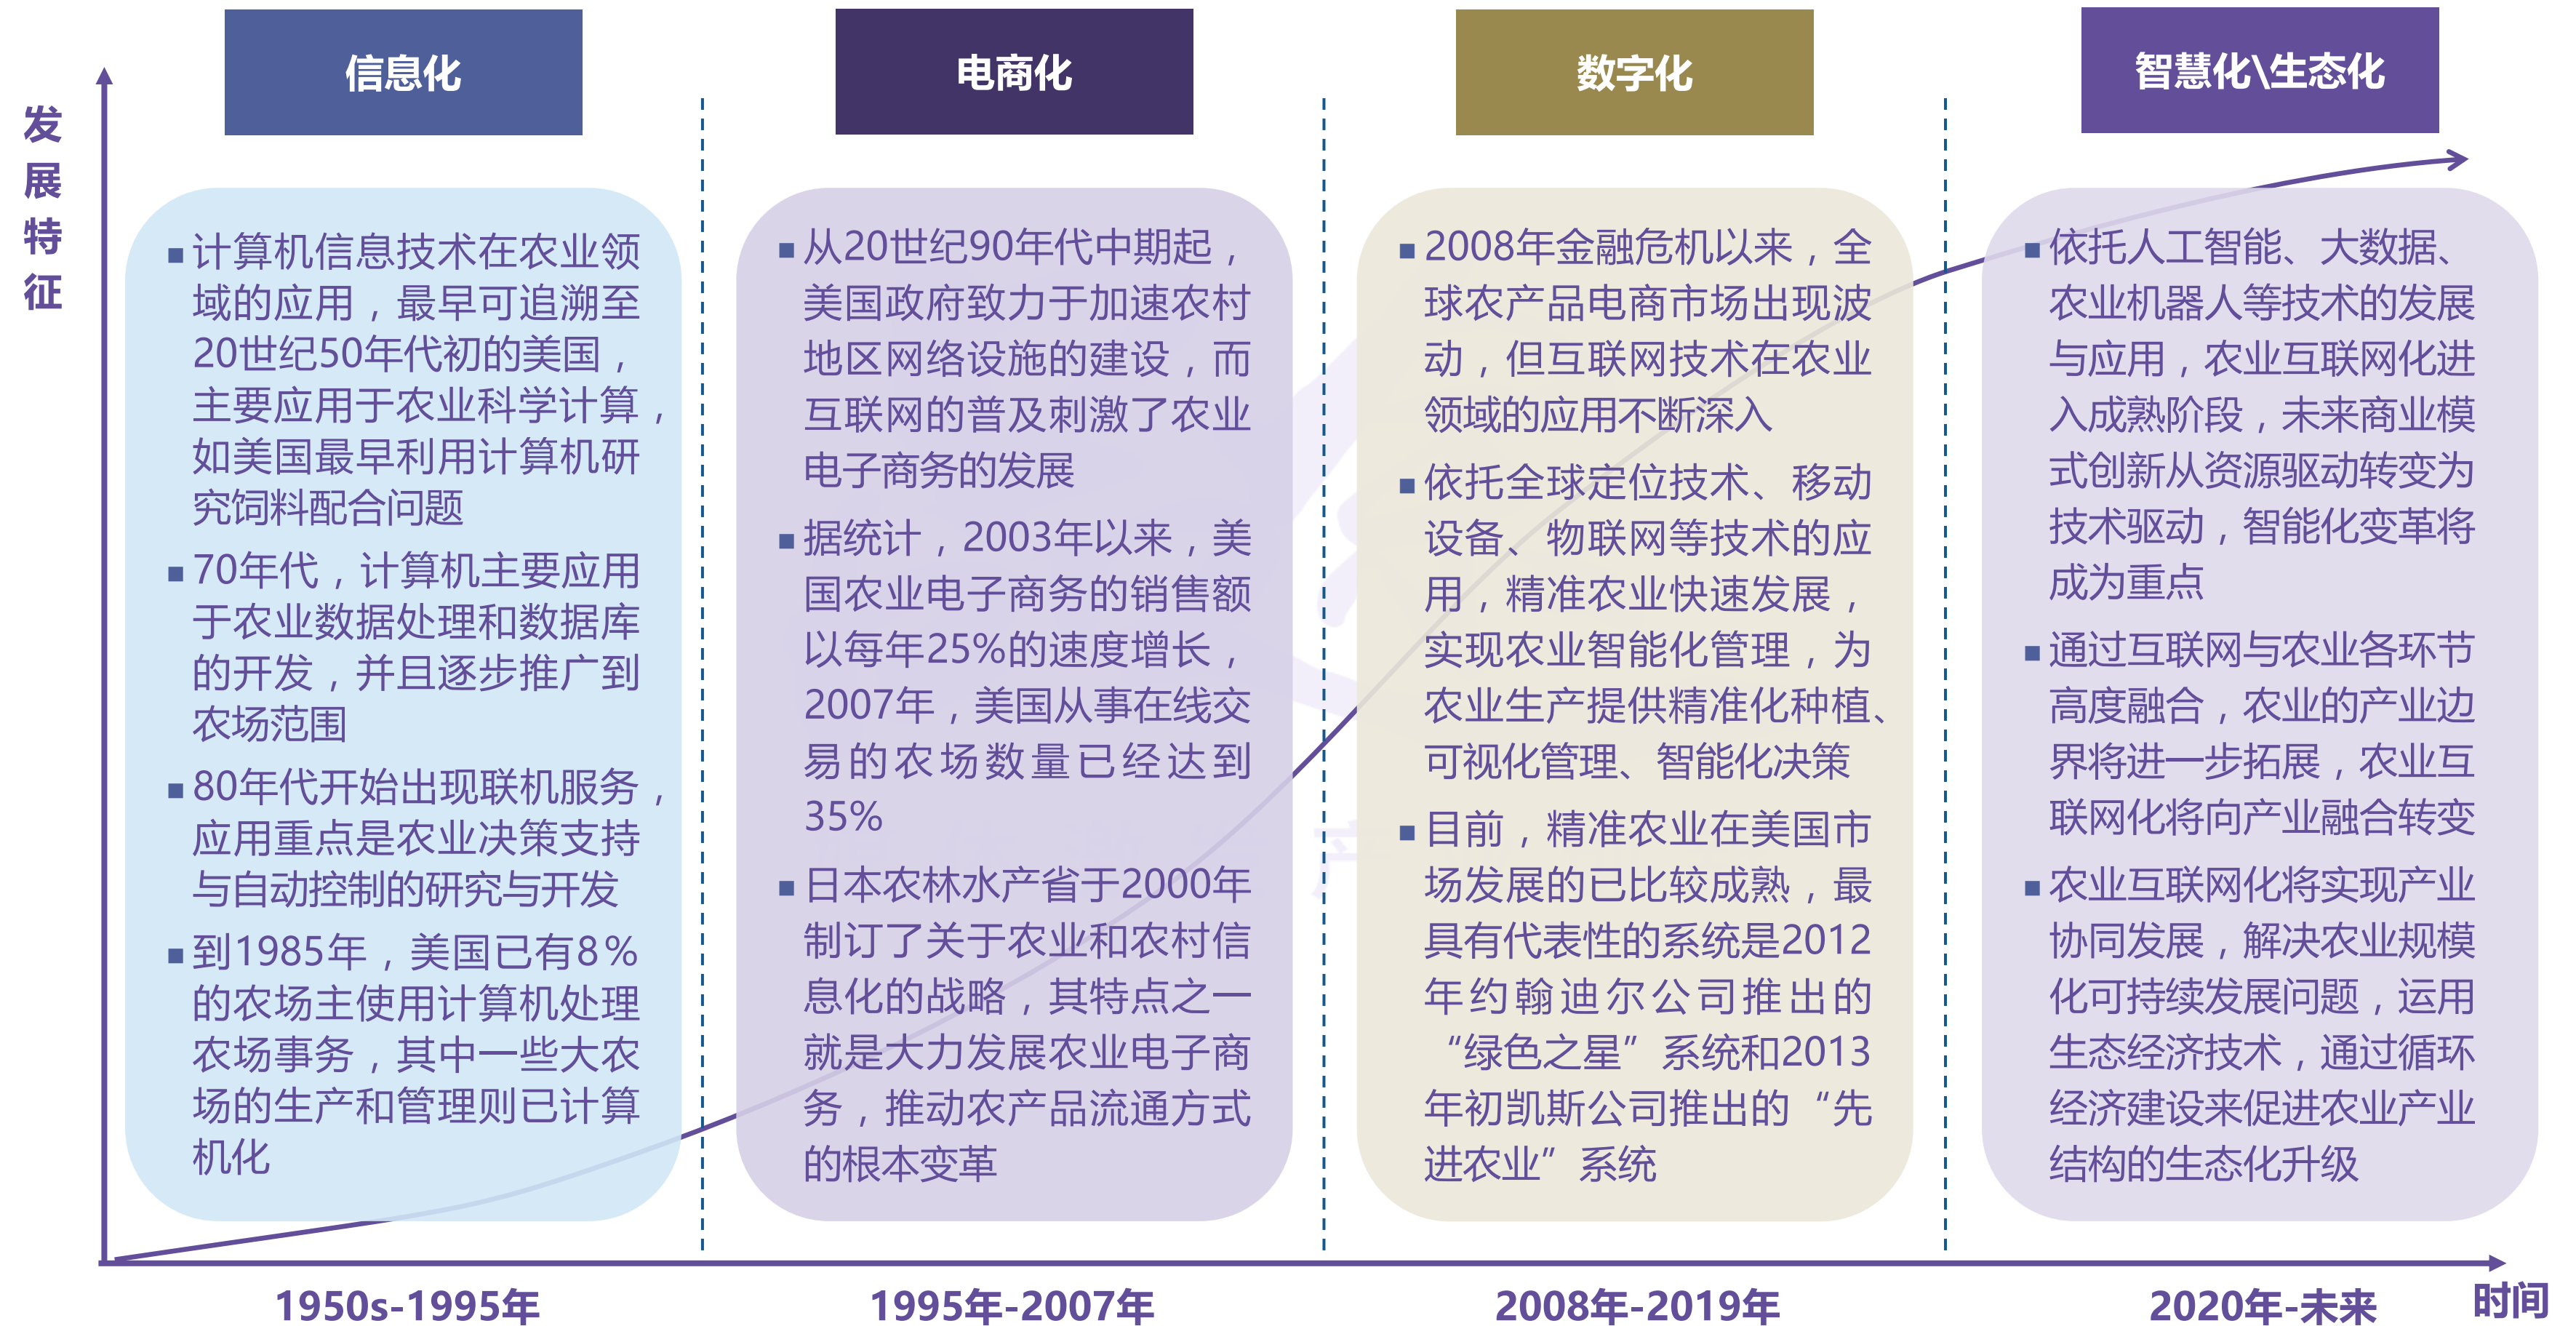 信息化
电商化
数字化
智慧化\生态化
发
展
特
征
▪计算机信息技术在农业领
域的应用，最早可追溯至
20世纪50年代初的美国，
主要应用于农业科学计算，
如美国最早利用计算机研
究饲料配合问题
▪70年代，计算机主要应用
于农业数据处理和数据库
的开发，并且逐步推广到
农场范围
▪80年代开始出现联机服务，
应用重点是农业决策支持
与自动控制的研究与开发
▪到1985年，美国已有8%
的农场主使用计算机处理
农场事务，其中一些大农
场的生产和管理则已计算
机化
▪从20世纪90年代中期起，
美国政府致力于加速农村
地区网络设施的建设，而
互联网的普及刺激了农业
电子商务的发展
▪据统计，2003年以来，美
国农业电子商务的销售额
以每年25%的速度增长，
2007年，美国从事在线交
易的农场数量已经达到
35%
▪日本农林水产省于2000年
制订了关于农业和农村信
息化的战略，其特点之一
就是大力发展农业电子商
务，推动农产品流通方式
的根本变革
▪2008年金融危机以来，全
球农产品电商市场出现波
动，但互联网技术在农业
领域的应用不断深入
▪依托全球定位技术、移动
设备、物联网等技术的应
用，精准农业快速发展，
实现农业智能化管理，为
农业生产提供精准化种植、
可视化管理、智能化决策
▪目前，精准农业在美国市
场发展的已比较成熟，最
具有代表性的系统是2012
年约翰迪尔公司推出的
“绿色之星”系统和2013
年初凯斯公司推出的“先
进农业”系统
▪依托人工智能、大数据、
农业机器人等技术的发展
与应用，农业互联网化进
入成熟阶段，未来商业模
式创新从资源驱动转变为
技术驱动，智能化变革将
成为重点
▪通过互联网与农业各环节
高度融合，农业的产业边
界将进一步拓展，农业互
联网化将向产业融合转变
▪农业互联网化将实现产业
协同发展，解决农业规模
化可持续发展问题，运用
生态经济技术，通过循环
经济建设来促进农业产业
结构的生态化升级
1950s-1995年
1995年-2007年
2008年-2019年
2020年-未来
时间